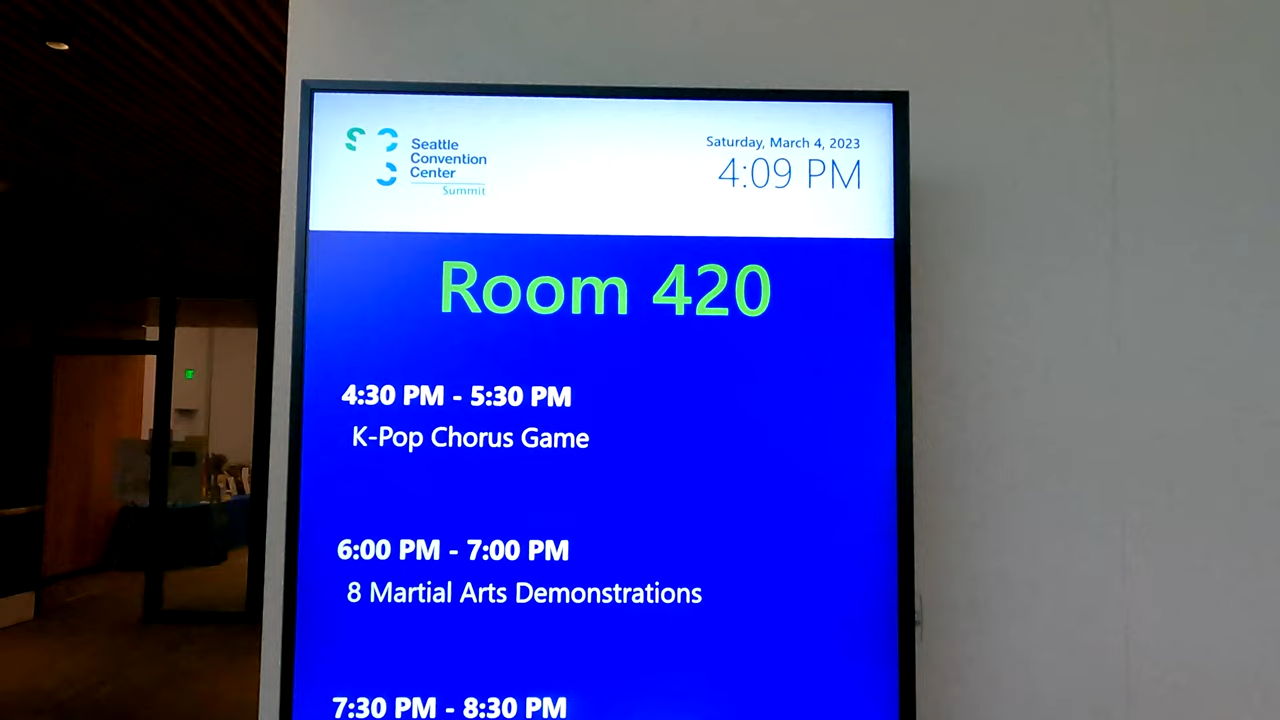 Seattle
Convention
Center
Summit
Saturday, March 4, 2023
4:09 PM
Room 420
4:30 PM - 5:30 PM
K-Pop Chorus Game
6:00 PM - 7:00 PM
8 Martial Arts Demonstrations
7:30 PM - 8:30 PM